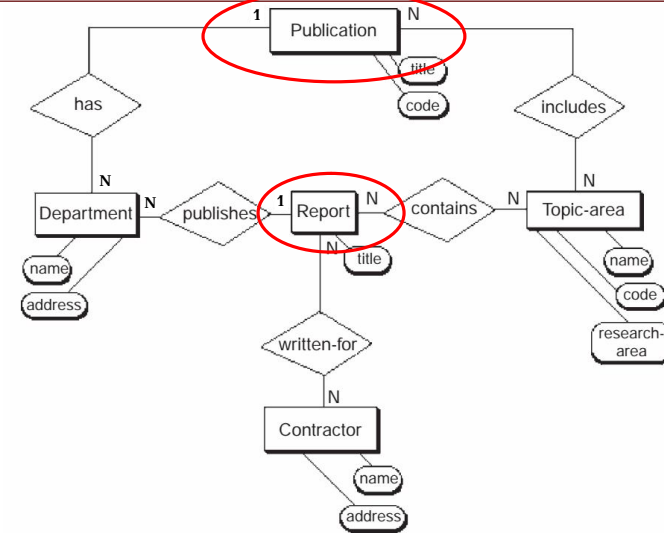 1
Publication
N
title
code
has
includes
N
N
Department
N
publishes
1
Report
N
contains
N
Topic-area
name
address
N
title
name
code
research-
area
written-for
N
Contractor
name
address